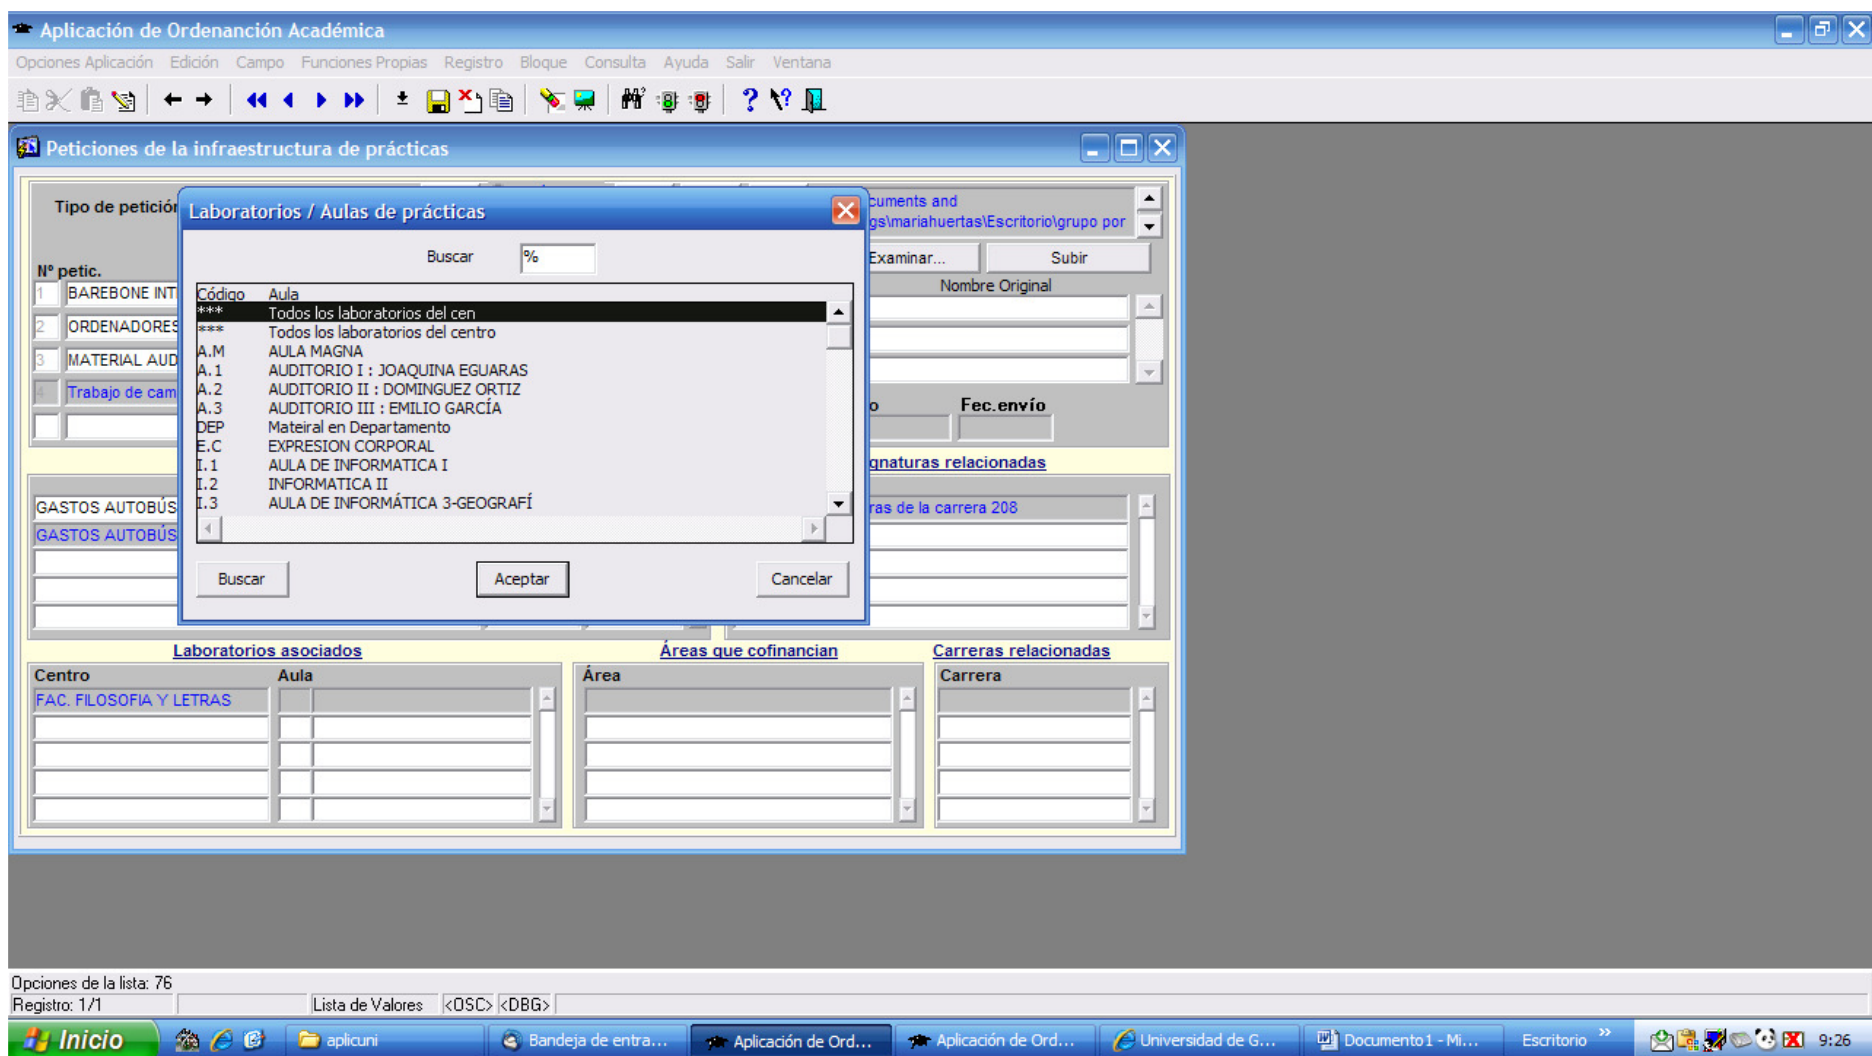 Aplicación de Ordenanción Académica
Opciones Aplicación Edición Campo Funciones Propias Registro Bloque Consulta Ayuda Salir Ventana
Peticiones de la infraestructura de prácticas
Tipo de petición
cuments and
gs\mariahuertas\Escritorio\grupo por
Examinar... Subir
Nº petic.
Nombre Original
1 BAREBONE INT
2 ORDENADORES
3 MATERIAL AUD
4 Trabajo de cam
Fec.envío
Laboratorios / Aulas de prácticas
Buscar %
Código Aula
*** Todos los laboratorios del cen
*** Todos los laboratorios del centro
A.M AULA MAGNA
A.1 AUDITORIO I : JOAQUINA EGUARAS
A.2 AUDITORIO II : DOMINGUEZ ORTIZ
A.3 AUDITORIO III : EMILIO GARCÍA
DEP Mateiral en Departamento
E.C EXPRESION CORPORAL
I.1 AULA DE INFORMATICA I
I.2 INFORMATICA II
I.3 AULA DE INFORMÁTICA 3-GEOGRAFÍ
Buscar Aceptar Cancelar
gnaturas relacionadas
GASTOS AUTOBÚS
ras de la carrera 208
GASTOS AUTOBÚS
Laboratorios asociados Áreas que cofinancian Carreras relacionadas
Centro Aula Área Carrera
FAC. FILOSOFIA Y LETRAS
Opciones de la lista: 76
Registro: 1/1 Lista de Valores <OSC> <DBG>
Inicio aplicuni Bandeja de entra... Aplicación de Ord... Aplicación de Ord... Universidad de G... Documento1 - Mi... Escritorio » 9:26